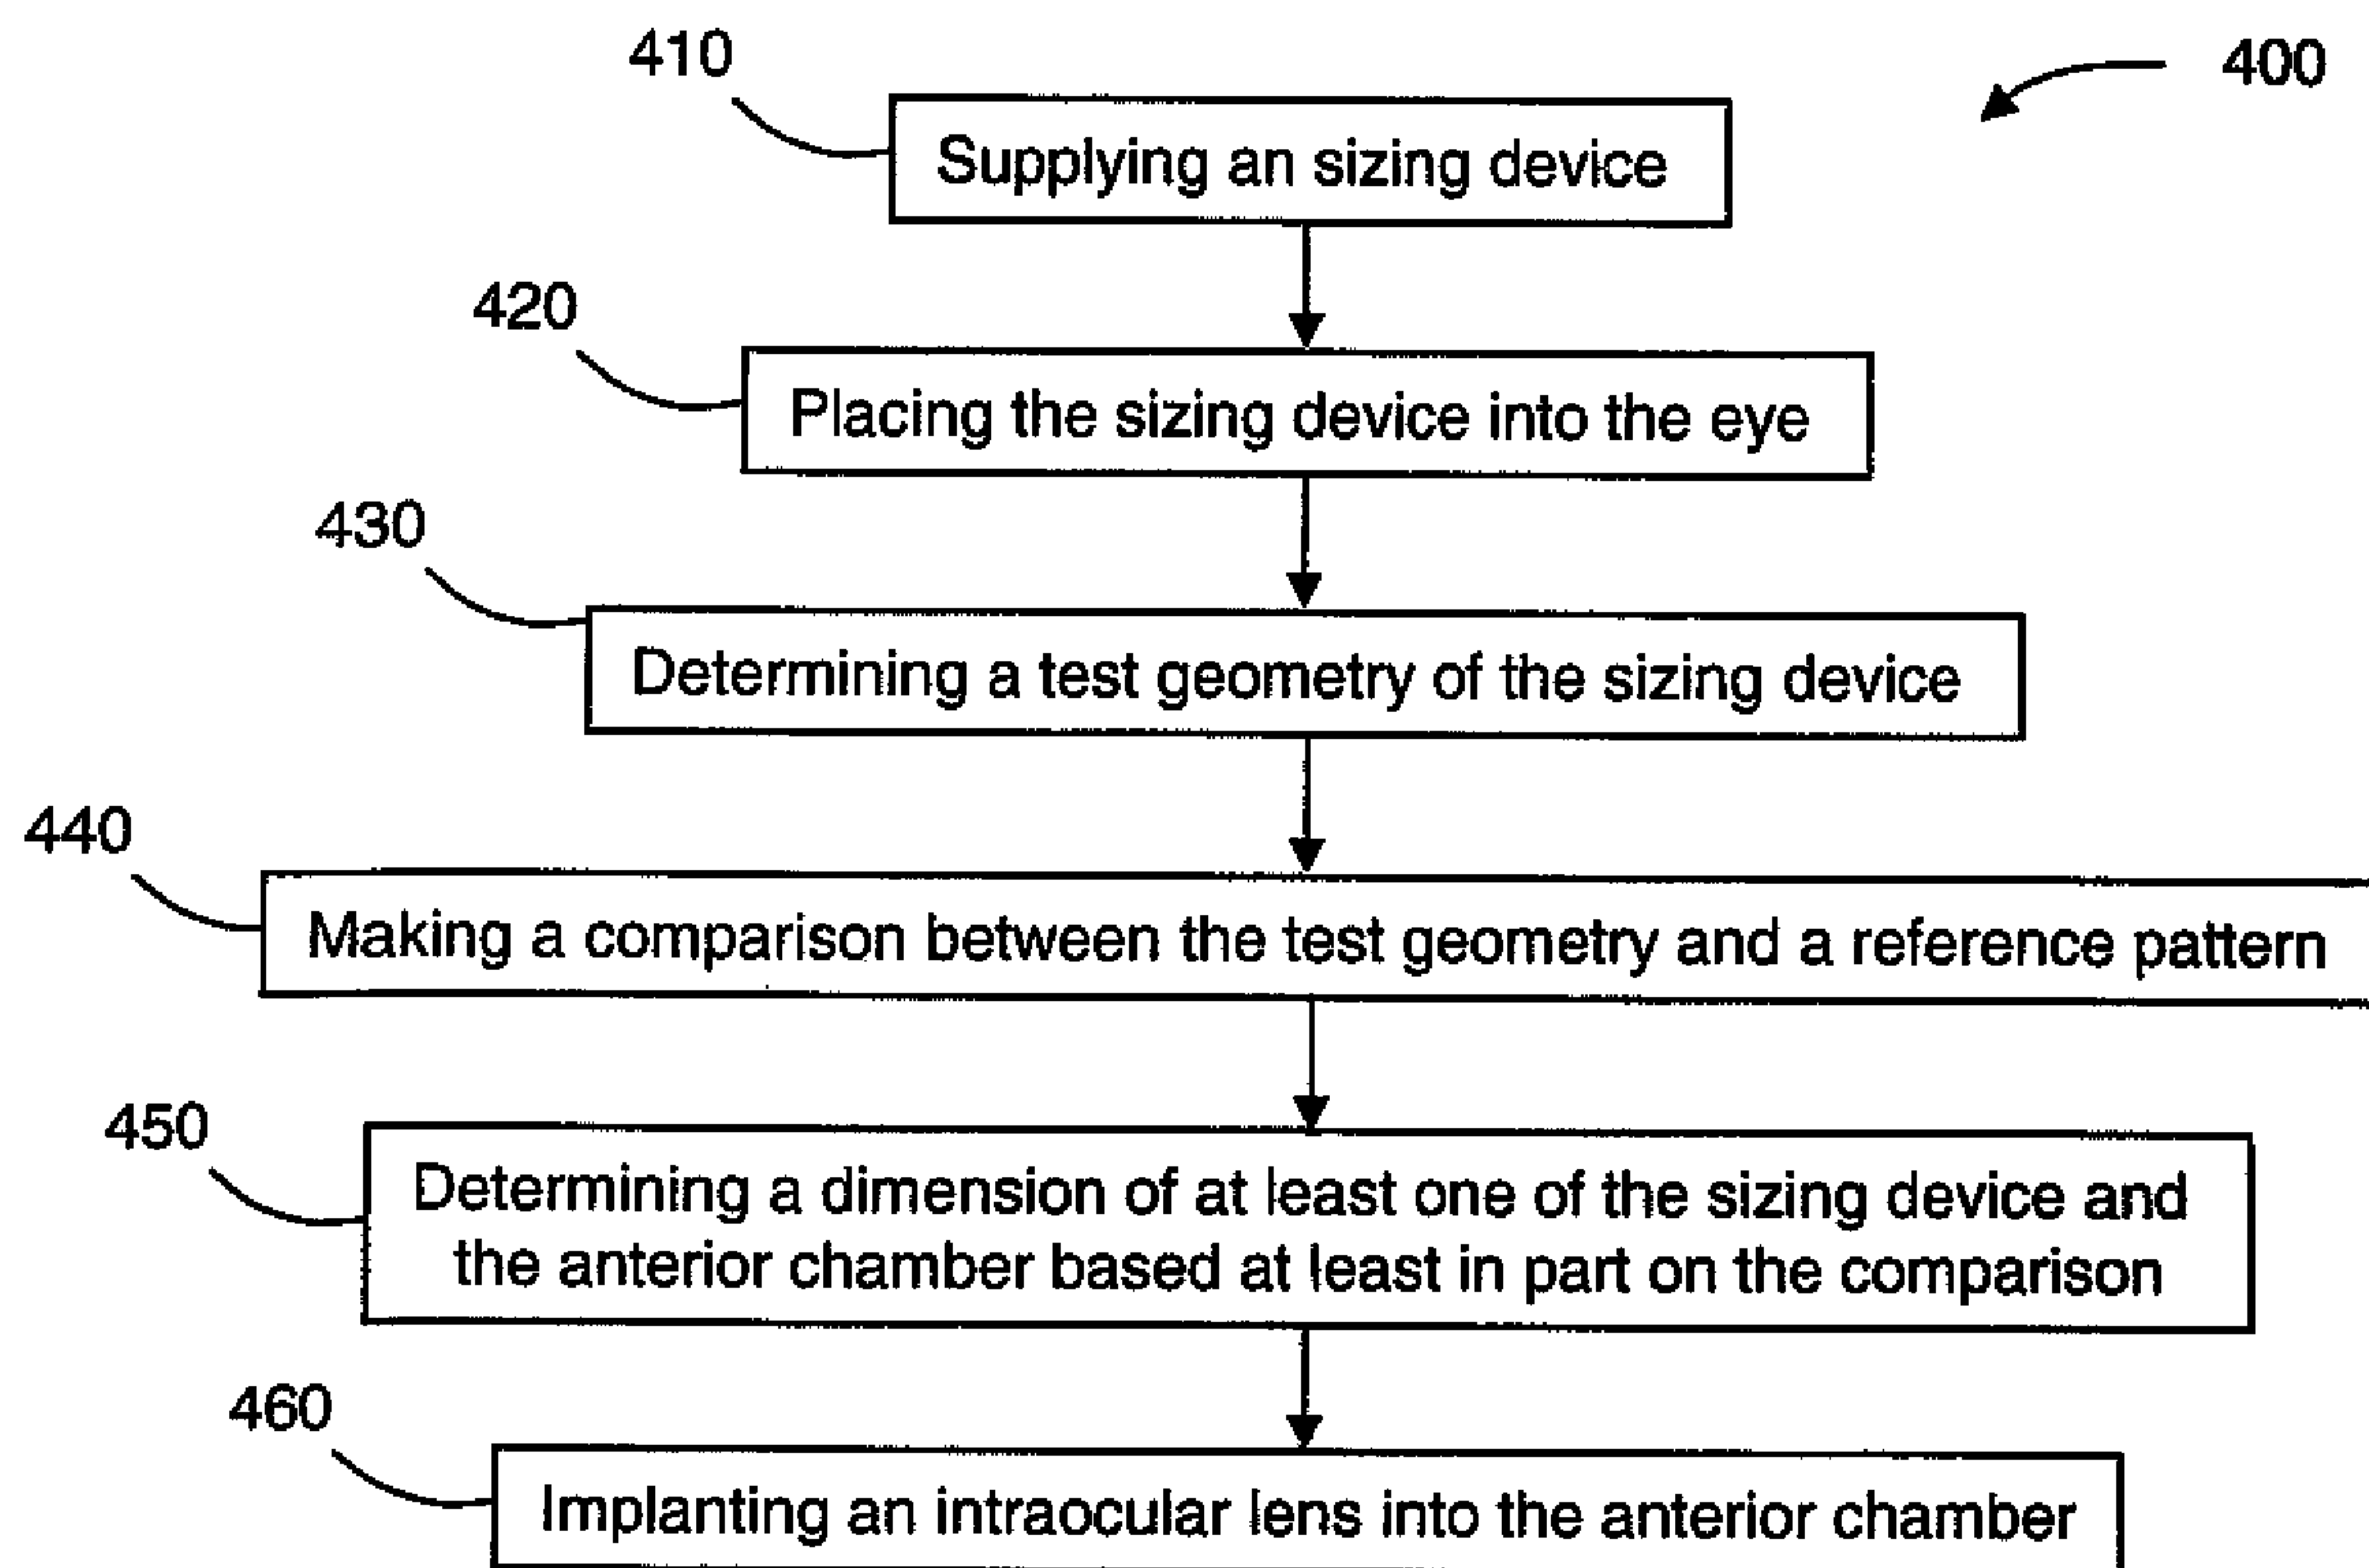 410
400
Supplying an sizing device
420
Placing the sizing device into the eye
430
Determining a test geometry of the sizing device
440
Making a comparison between the test geometry and a reference pattern
450
Determining a dimension of at least one of the sizing device and
the anterior chamber based at least in part on the comparison
460
Implanting an intraocular lens into the anterior chamber